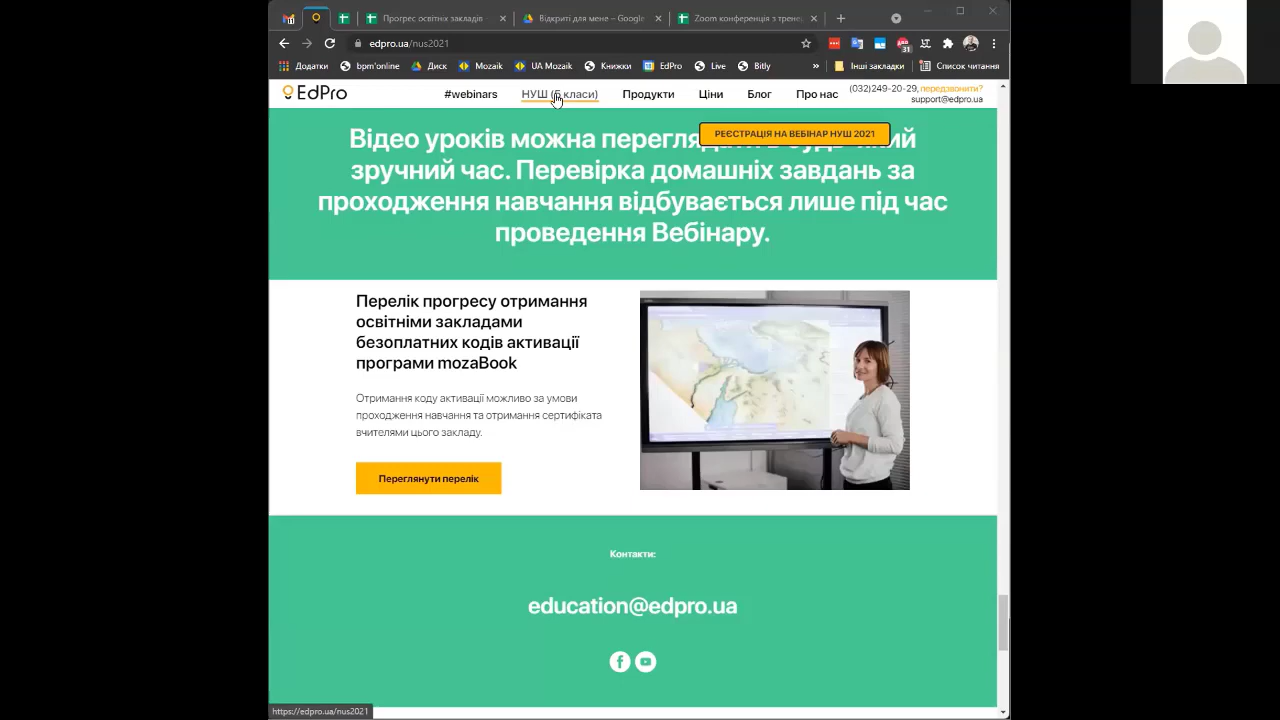 Прогрес освітніх закладів -
Відкриті для мене – Google
Zoom конференція з трене
edpro.ua/nus2021
31
Додатки
bpm'online
Диск
Mozaik
UA Mozaik
Книжки
EdPro
Live
Bitly
»
Інші закладки
Список читання
EdPro
#webinars
НУШ (5 класи)
Продукти
Ціни
Блог
Про нас
(032)249-20-29, передзвонити?
support@edpro.ua
РЕЄСТРАЦІЯ НА ВЕБІНАР НУШ 2021
Відео уроків можна перегля
зручний час. Перевірка домашніх завдань за
проходження навчання відбувається лише під час
проведення Вебінару.
Перелік прогресу отримання
освітніми закладами
безоплатних кодів активації
програми mozaBook
Отримання коду активації можливо за умови
проходження навчання та отримання сертифіката
вчителями цього закладу.
Переглянути перелік
Контакти:
education@edpro.ua
https://edpro.ua/nus2021